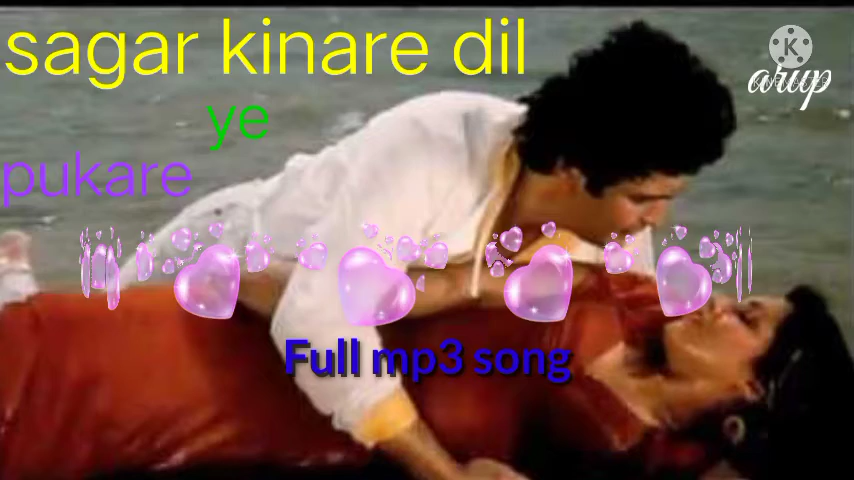 sagar kinare dil
ye
pukare
K
arup
Full mp3 song